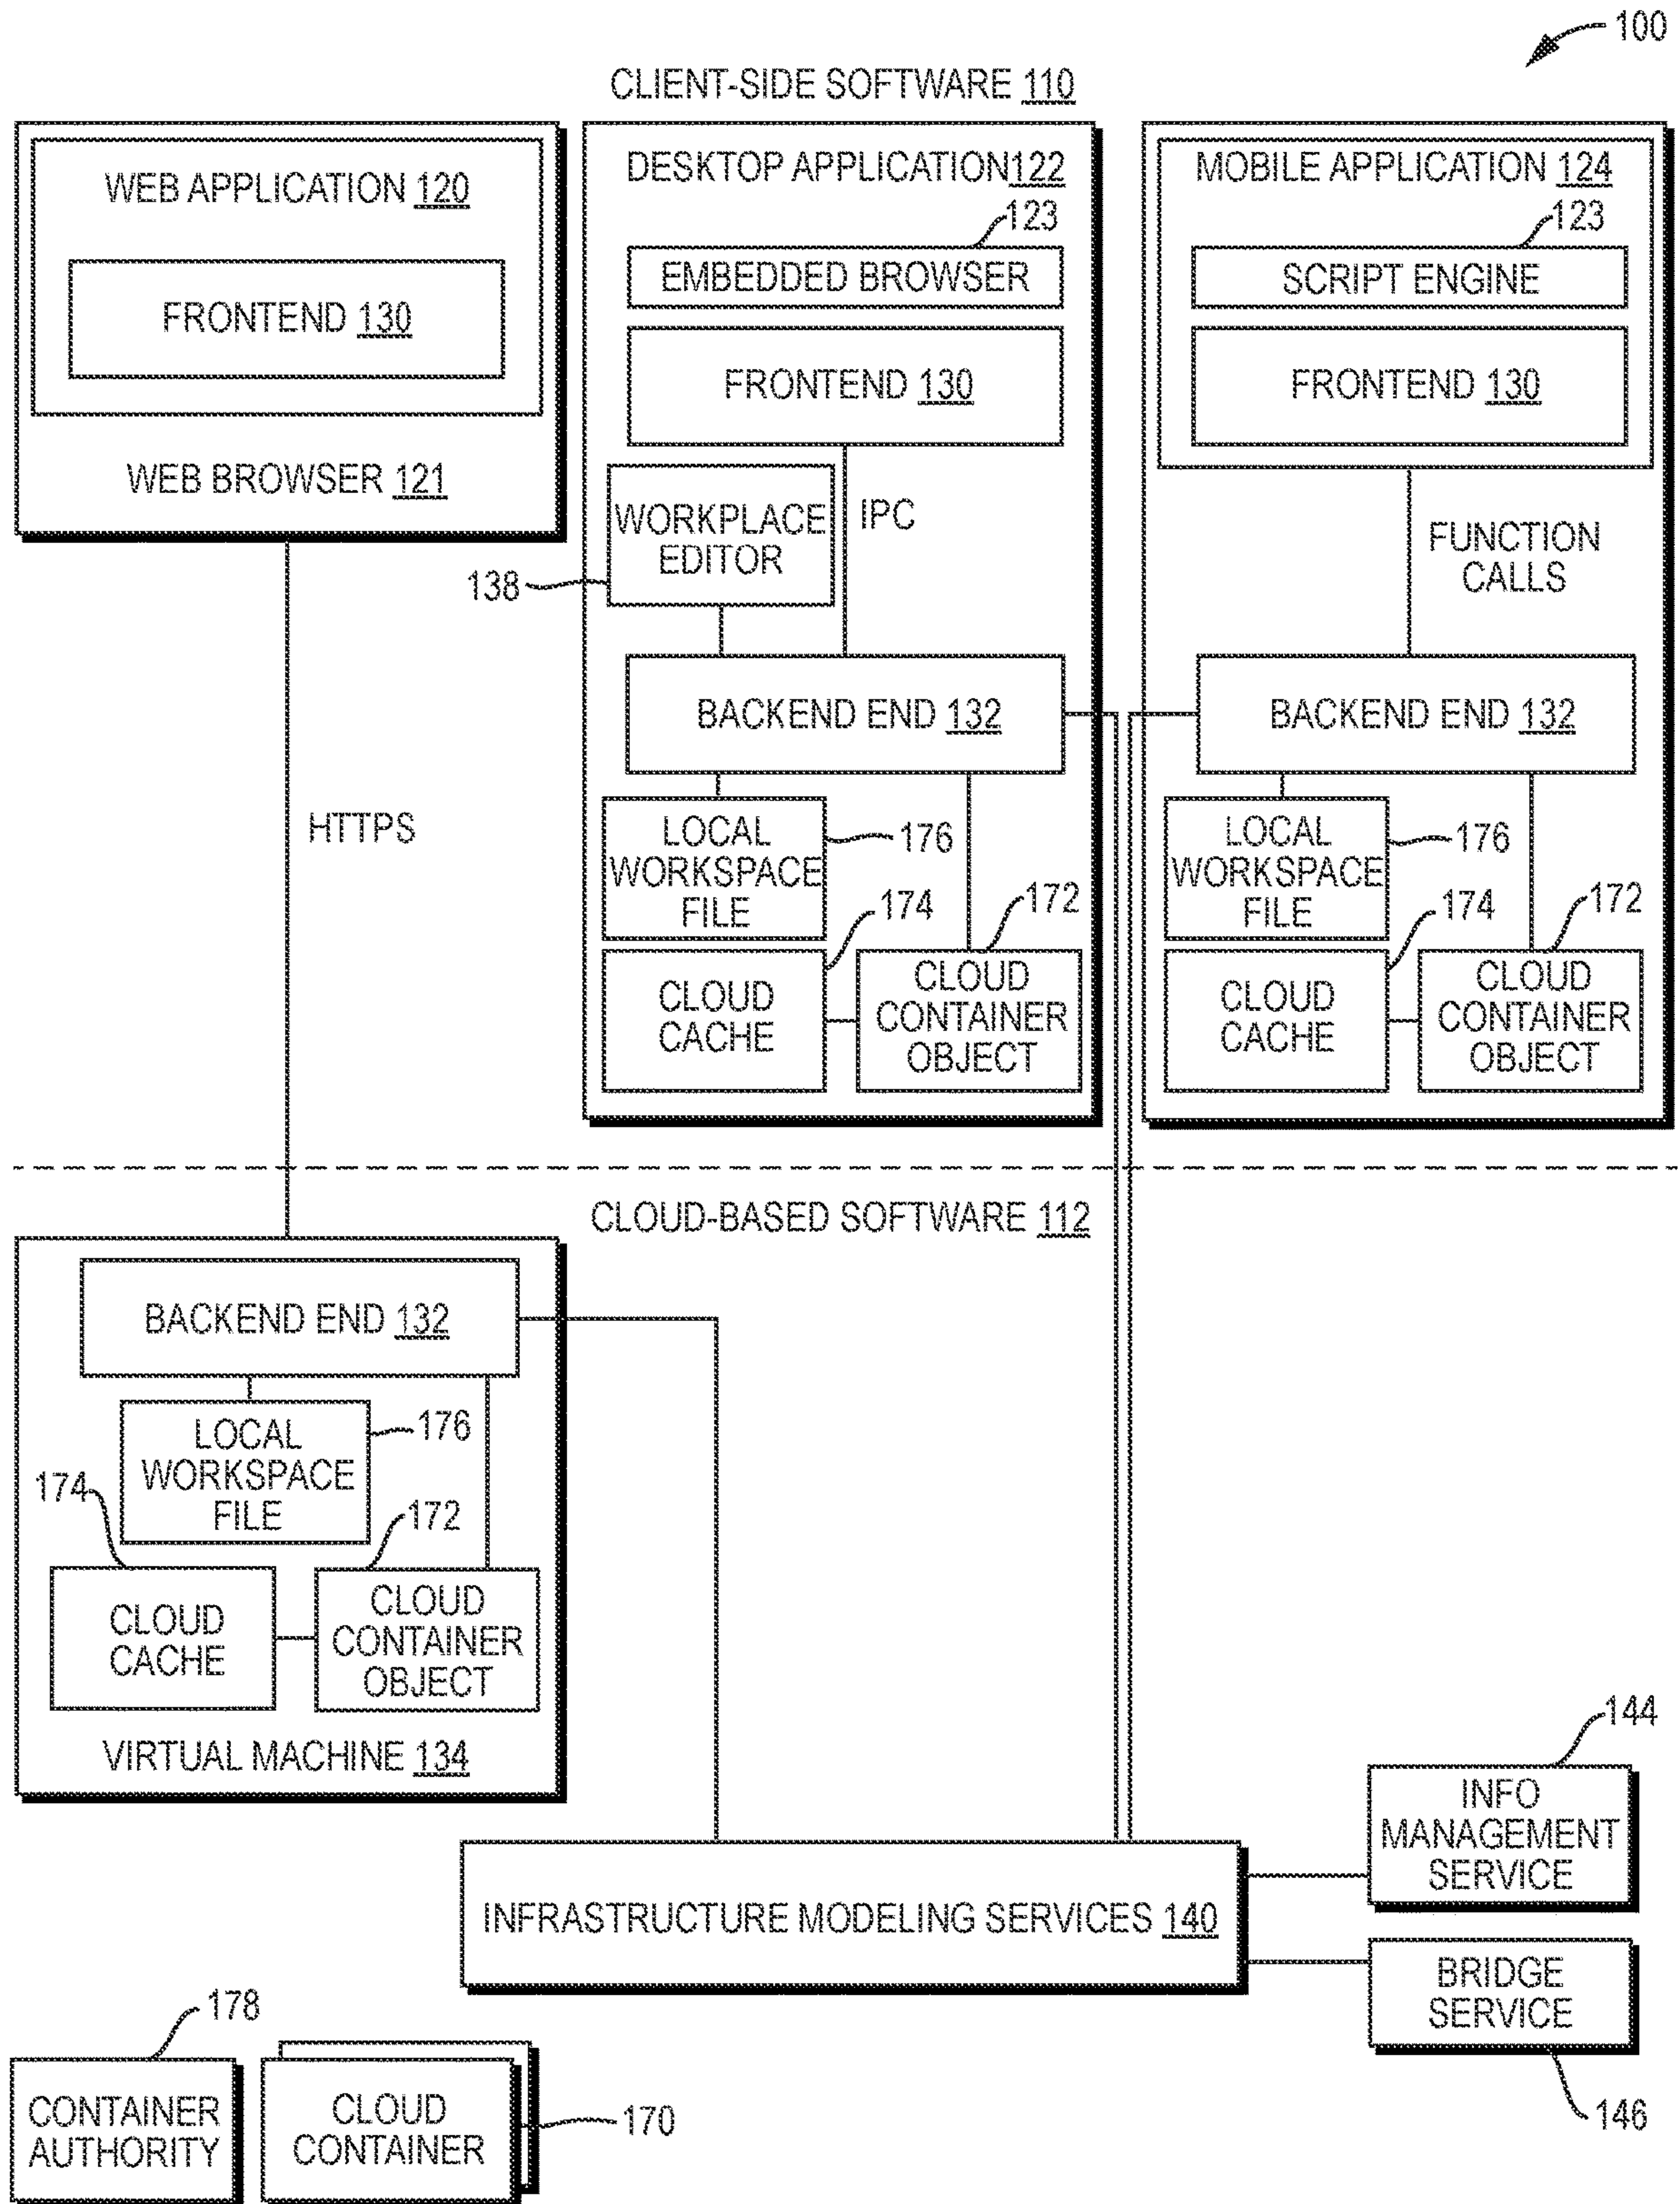 100
CLIENT-SIDE SOFTWARE 110
WEB APPLICATION 120
FRONTEND 130
WEB BROWSER 121
DESKTOP APPLICATION122
123
EMBEDDED BROWSER
FRONTEND 130
WORKPLACE
EDITOR
138
IPC
BACKEND END 132
LOCAL
WORKSPACE
FILE
176
174
172
CLOUD
CACHE
CLOUD
CONTAINER
OBJECT
MOBILE APPLICATION 124
123
SCRIPT ENGINE
FRONTEND 130
FUNCTION
CALLS
BACKEND END 132
LOCAL
WORKSPACE
FILE
176
174
172
CLOUD
CACHE
CLOUD
CONTAINER
OBJECT
HTTPS
CLOUD-BASED SOFTWARE 112
BACKEND END 132
LOCAL
WORKSPACE
FILE
176
174
172
CLOUD
CACHE
CLOUD
CONTAINER
OBJECT
VIRTUAL MACHINE 134
INFRASTRUCTURE MODELING SERVICES 140
144
INFO
MANAGEMENT
SERVICE
BRIDGE
SERVICE
146
178
CONTAINER
AUTHORITY
CLOUD
CONTAINER
170